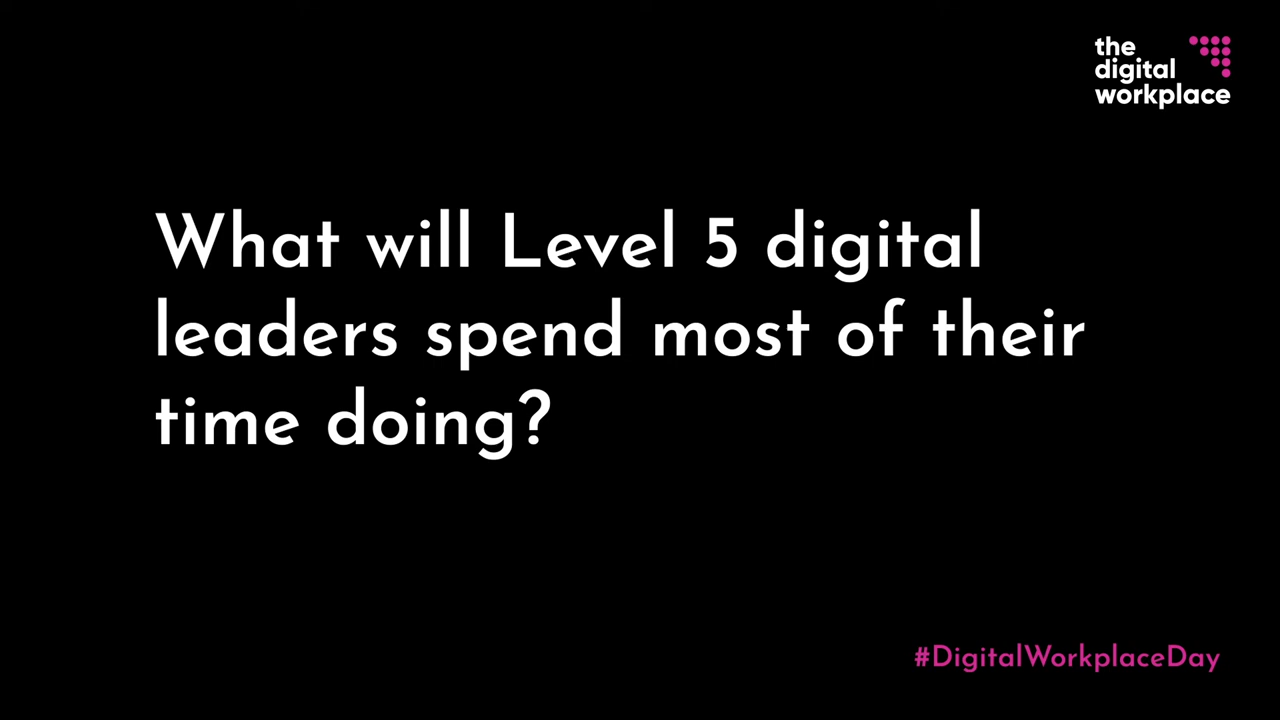 the
digital
workplace
What will Level 5 digital
leaders spend most of their
time doing?
#DigitalWorkplaceDay